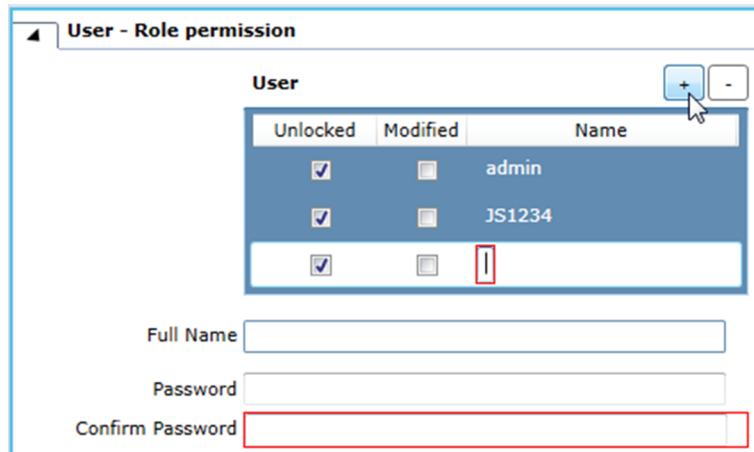 User - Role permission
User
+ -
Unlocked Modified Name
admin
JS1234
Full Name
Password
Confirm Password